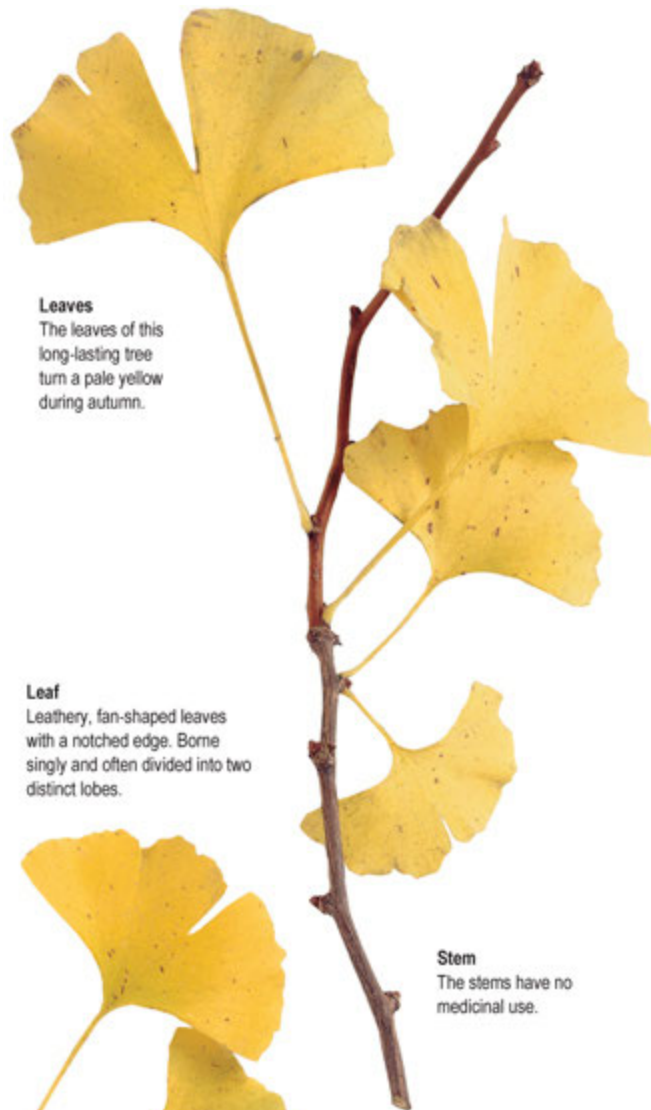 Leaves
The leaves of this
long-lasting tree
turn a pale yellow
during autumn.
Leaf
Leathery, fan-shaped leaves
with a notched edge. Borne
singly and often divided into two
distinct lobes.
Stem
The stems have no
medicinal use.